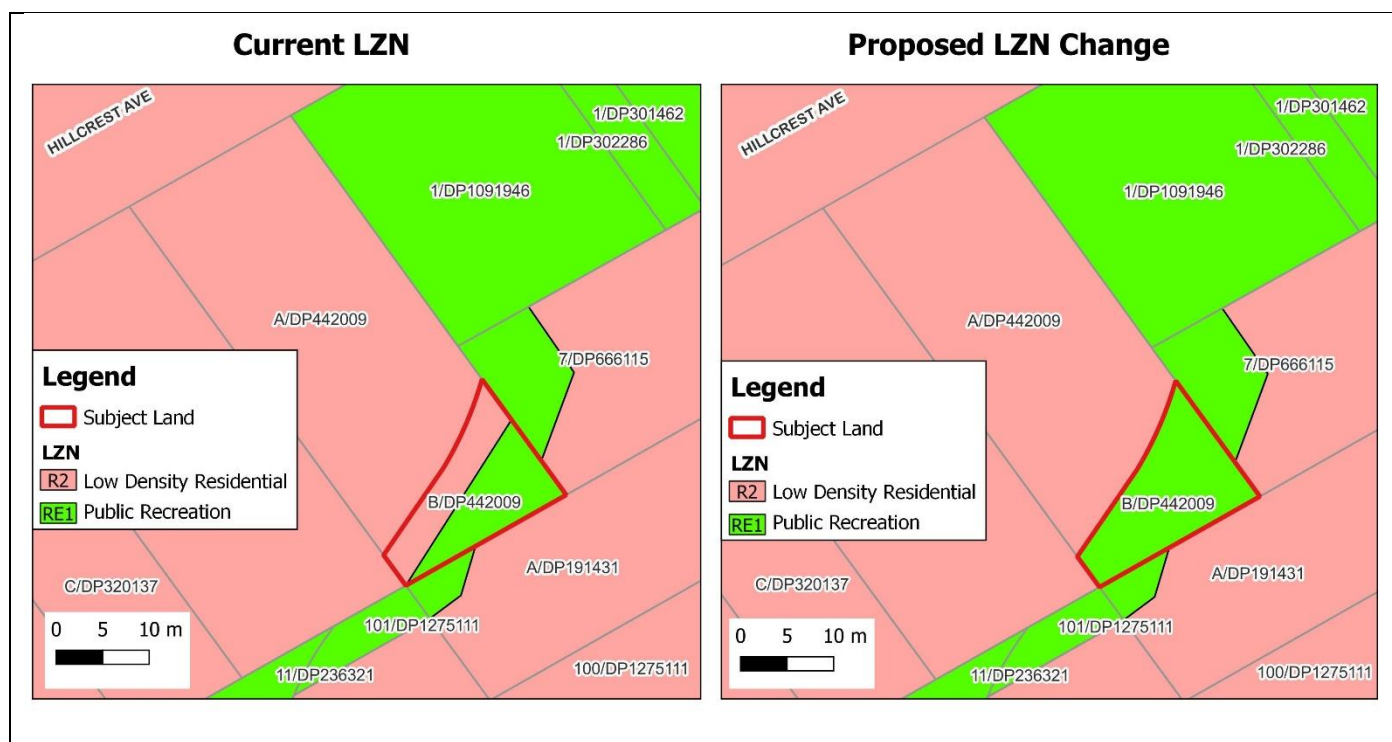 Current LZN
HILLCREST AVE
1/DP301462
1/DP302286
1/DP1091946
A/DP442009
7/DP666115
Legend
Subject Land
LZN
R2 Low Density Residential
RE1 Public Recreation
B/DP442009
A/DP191431
C/DP320137
0 5 10 m
101/DP1275111
11/DP236321
100/DP1275111
Proposed LZN Change
HILLCREST AVE
1/DP301462
1/DP302286
1/DP1091946
A/DP442009
7/DP666115
Legend
Subject Land
LZN
R2 Low Density Residential
RE1 Public Recreation
B/DP442009
A/DP191431
C/DP320137
0 5 10 m
101/DP1275111
11/DP236321
100/DP1275111